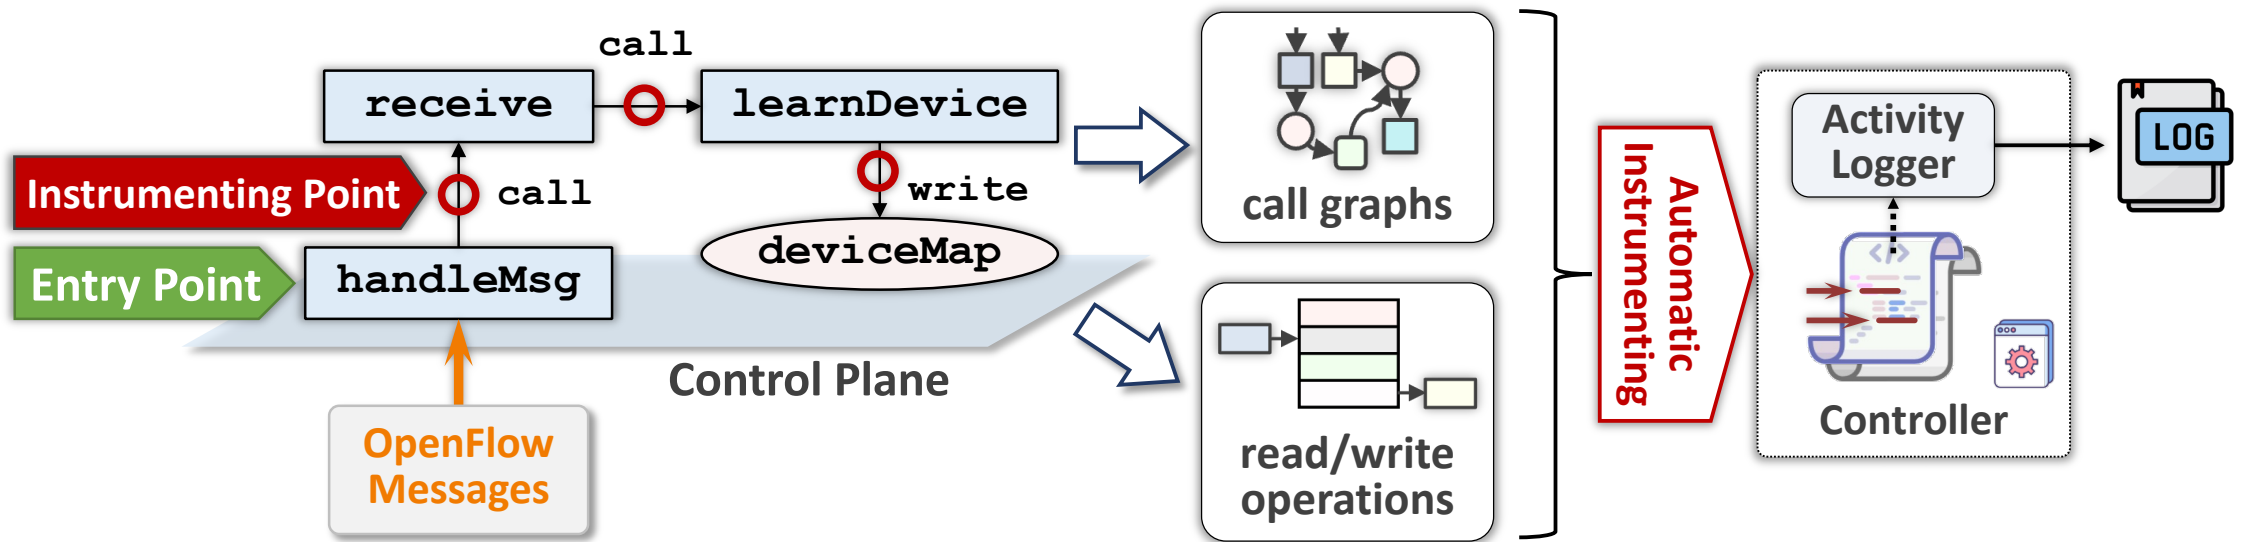 call
receive
learnDevice
Instrumenting Point
call
write
Entry Point
handleMsg
deviceMap
Control Plane
OpenFlow
Messages
call graphs
read/write
operations
Automatic
Instrumenting
Activity
Logger
</>
Controller
LOG